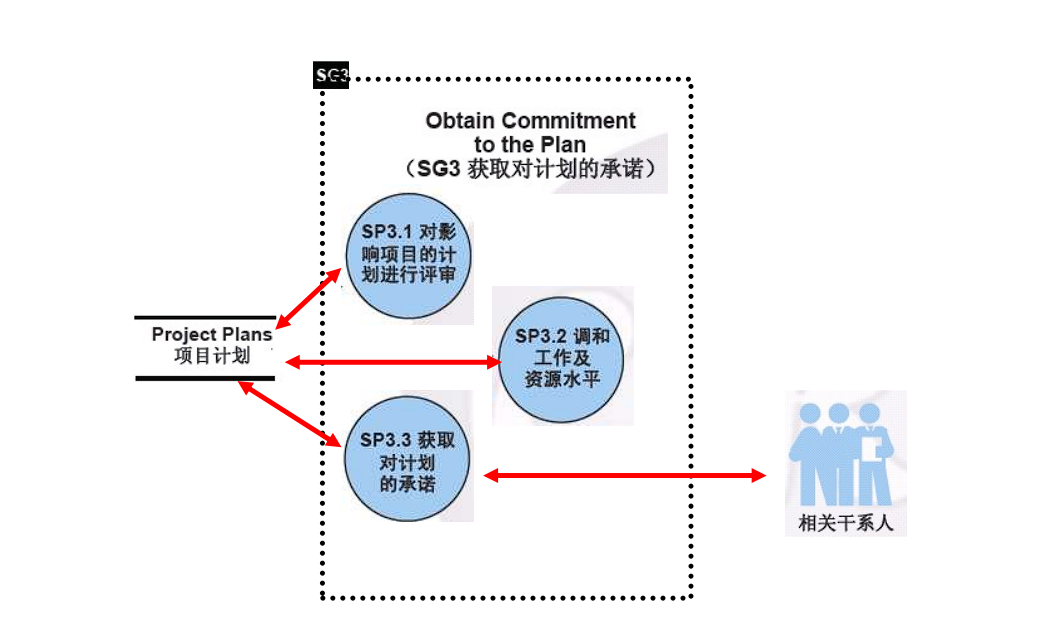 SG3
Obtain Commitment
to the Plan
（SG3 获取对计划的承诺）
SP3.1 对影
响项目的计
划进行评审
Project Plans
项目计划
SP3.2 调和
工作及
资源水平
SP3.3 获取
对计划
的承诺
相关干系人